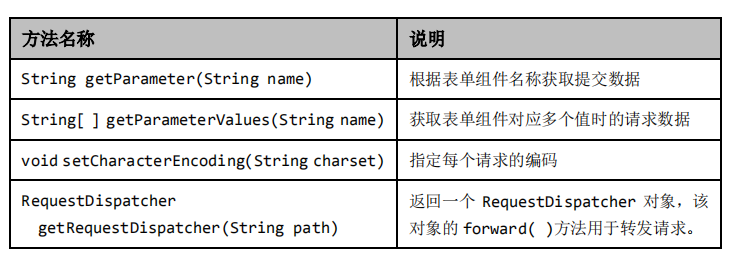 方法名称 说明
String getParameter(String name) 根据表单组件名称获取提交数据
String[ ] getParameterValues(String name) 获取表单组件对应多个值时的请求数据
void setCharacterEncoding(String charset) 指定每个请求的编码
RequestDispatcher 返回一个 RequestDispatcher 对象，该
getRequestDispatcher(String path) 对象的 forward( )方法用于转发请求。